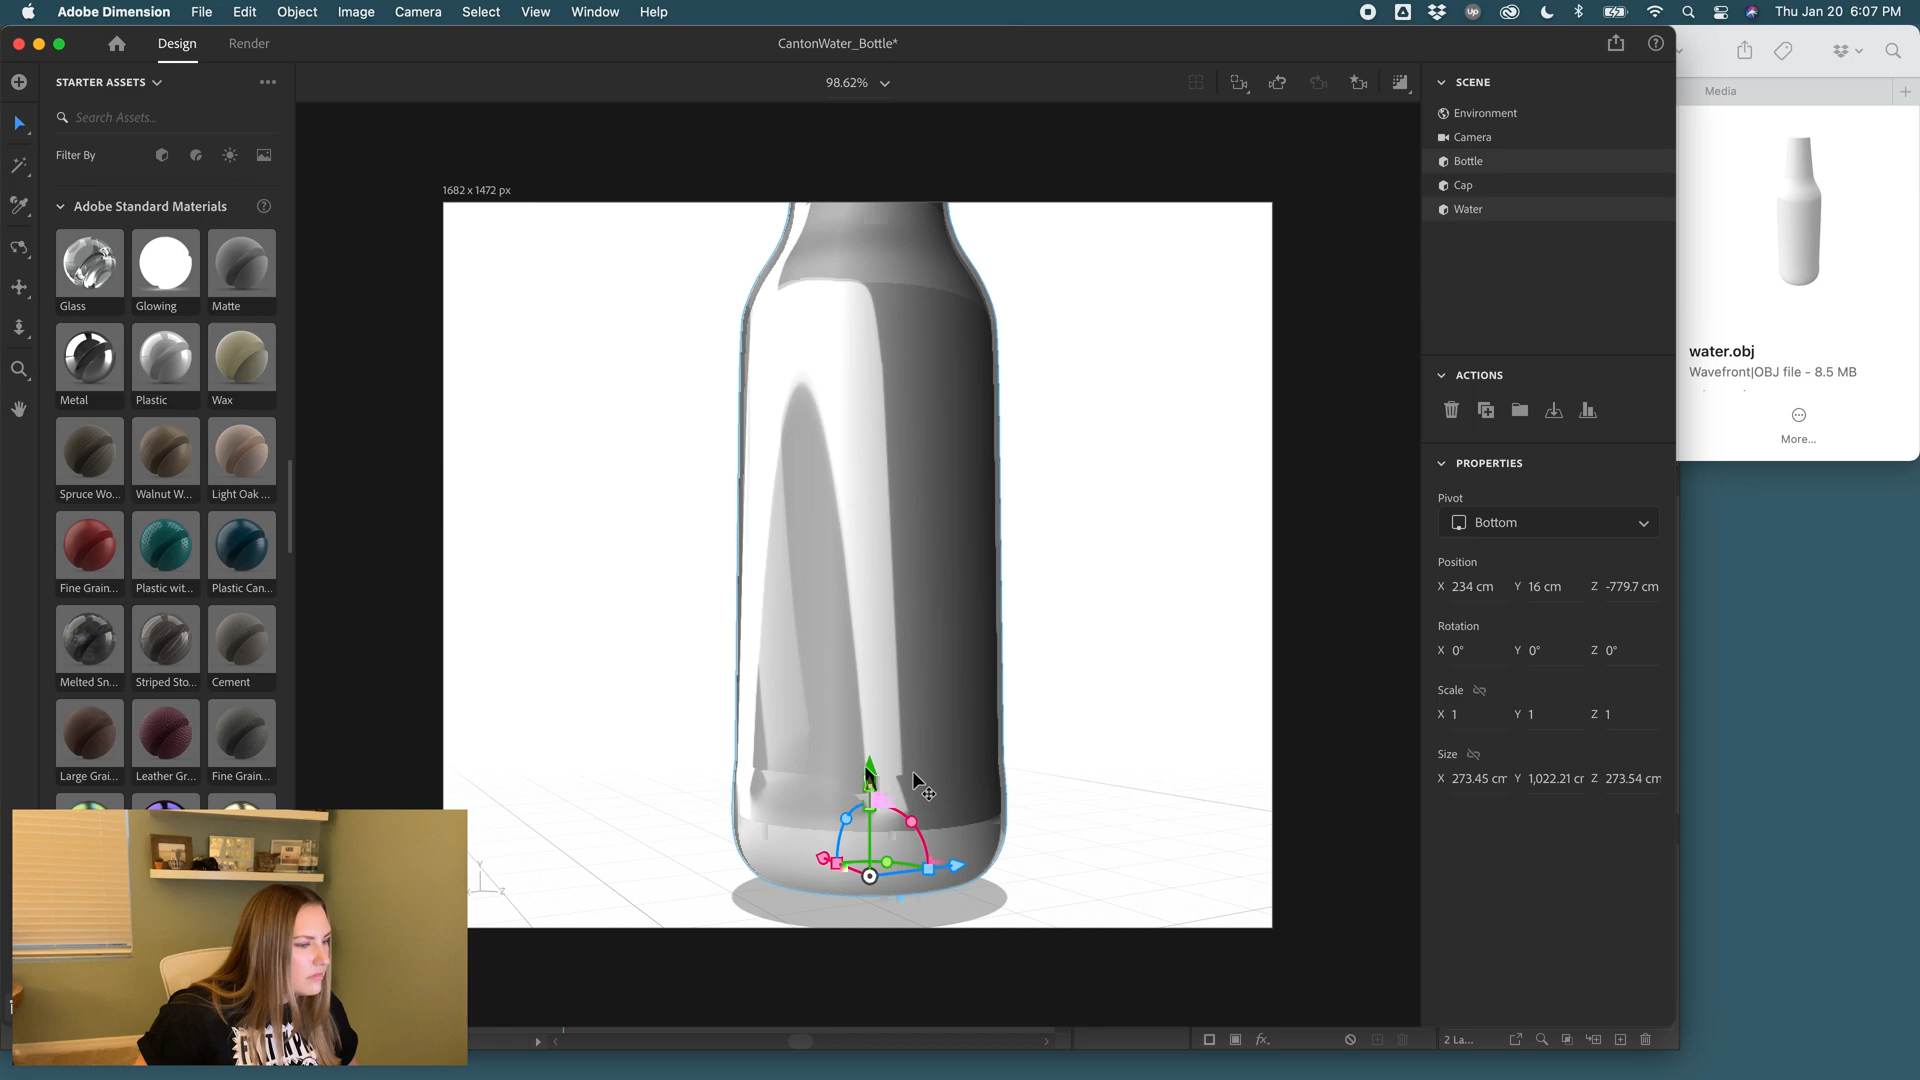 Adobe Dimension File Edit Object Image Camera Select View Window Help
Thu Jan 20 6:07 PM
Design Render
CantonWater_Bottle*
STARTER ASSETS
98.62%
Search Assets...
Filter By
Adobe Standard Materials
Glass Glowing Matte
Metal Plastic Wax
Spruce Wo... Walnut W... Light Oak ...
Fine Grain... Plastic wit... Plastic Can...
Melted Sn... Striped Sto... Cement
Large Grai... Leather Gr... Fine Grain...
1682 x 1472 px
Y
Z
SCENE
Environment
Camera
Bottle
Cap
Water
ACTIONS
PROPERTIES
Pivot
Bottom
Position
X 234 cm Y 16 cm Z -779.7 cm
Rotation
X 0° Y 0° Z 0°
Scale
X 1 Y 1 Z 1
Size
X 273.45 cm Y 1,022.21 cr Z 273.54 cm
2 La...
fx
Media
water.obj
Wavefront|OBJ file - 8.5 MB
More...